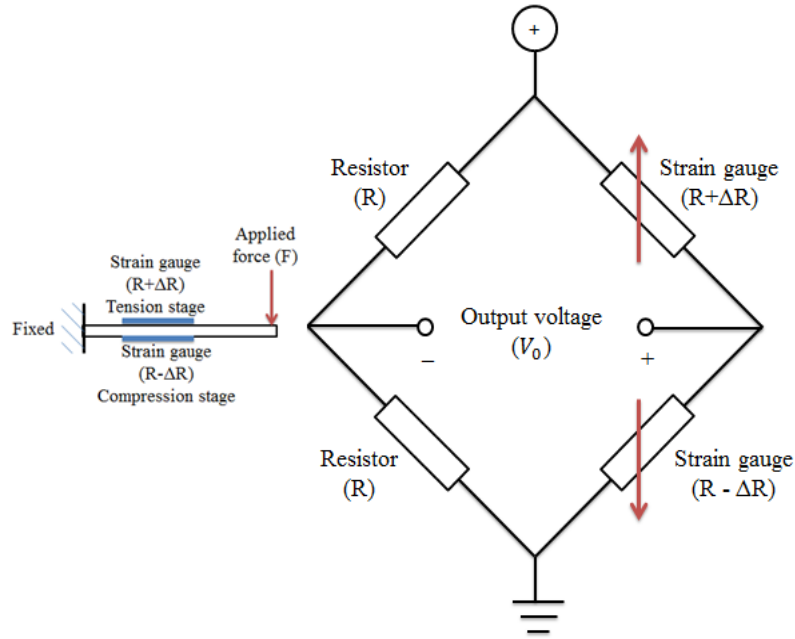 +
Resistor
(R)
Strain gauge
(R+ΔR)
Applied
force (F)
Strain gauge
(R+ΔR)
Tension stage
Fixed
Strain gauge
(R-ΔR)
Compression stage
Output voltage
(V₀)
−
+
Resistor
(R)
Strain gauge
(R - ΔR)